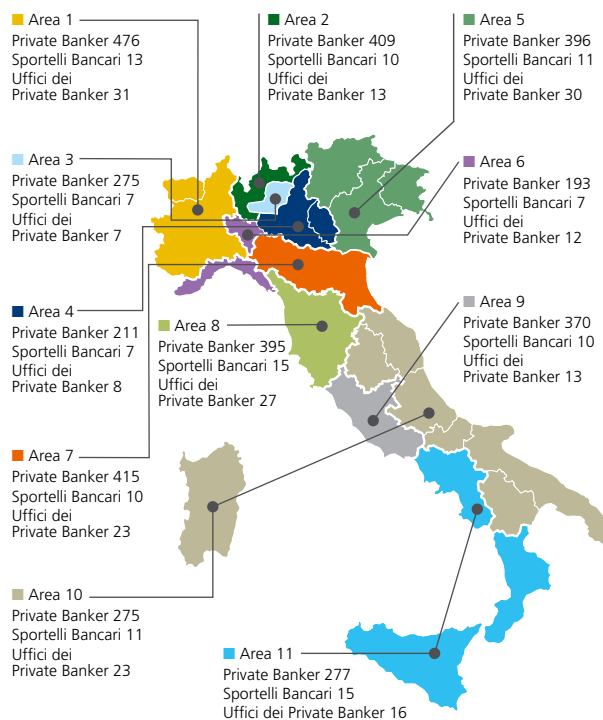 Area 1
Private Banker 476
Sportelli Bancari 13
Uffici dei
Private Banker 31
Area 2
Private Banker 409
Sportelli Bancari 10
Uffici dei
Private Banker 13
Area 5
Private Banker 396
Sportelli Bancari 11
Uffici dei
Private Banker 30
Area 3
Private Banker 275
Sportelli Bancari 7
Uffici dei
Private Banker 7
Area 6
Private Banker 193
Sportelli Bancari 7
Uffici dei
Private Banker 12
Area 4
Private Banker 211
Sportelli Bancari 7
Uffici dei
Private Banker 8
Area 8
Private Banker 395
Sportelli Bancari 15
Uffici dei
Private Banker 27
Area 9
Private Banker 370
Sportelli Bancari 10
Uffici dei
Private Banker 13
Area 7
Private Banker 415
Sportelli Bancari 10
Uffici dei
Private Banker 23
Area 10
Private Banker 275
Sportelli Bancari 11
Uffici dei
Private Banker 23
Area 11
Private Banker 277
Sportelli Bancari 15
Uffici dei Private Banker 16